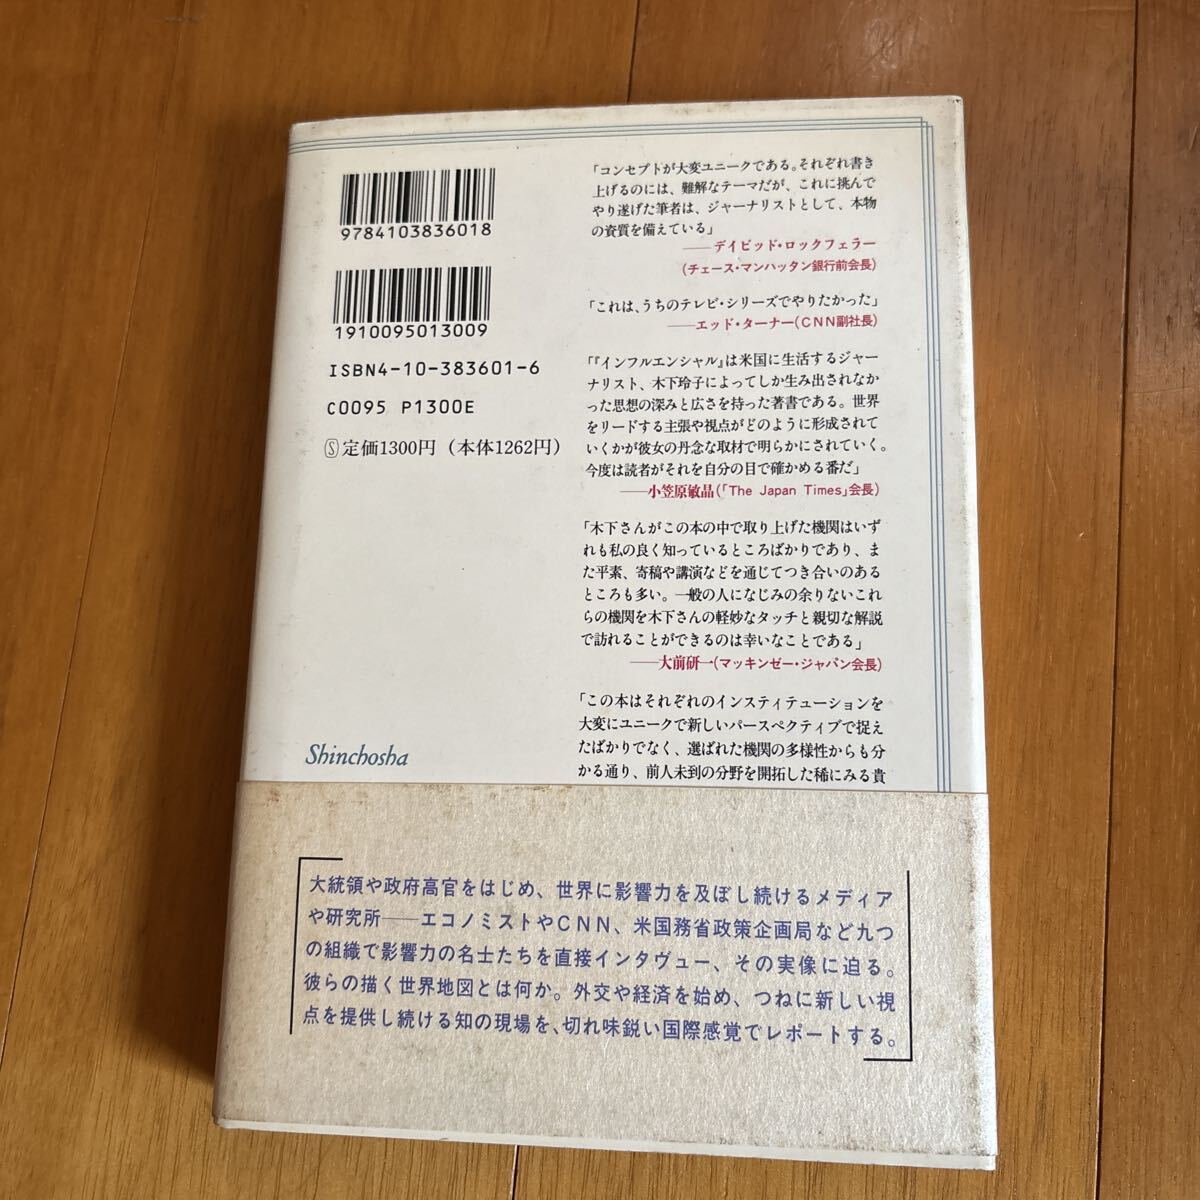 9784103836018
1910095013009
ISBN4-10-383601-6
C0095 P1300E
Ⓢ定価1300円（本体1262円）
「コンセプトが大変ユニークである。それぞれ書き
上げるのには、難解なテーマだが、これに挑んで
やり遂げた筆者は、ジャーナリストとして、本物
の資質を備えている」
――デイビッド・ロックフェラー
（チェース・マンハッタン銀行前会長）
「これは、うちのテレビ・シリーズでやりたかった」
――エッド・ターナー（CNN副社長）
「『インフルエンシャル』は米国に生活するジャー
ナリスト、木下玲子によってしか生み出されなか
った思想の深みと広さを持った著書である。世界
をリードする主張や視点がどのように形成されて
いくかが彼女の丹念な取材で明らかにされていく。
今度は読者がそれを自分の目で確かめる番だ」
――小笠原敏晶（「The Japan Times」会長）
「木下さんがこの本の中で取り上げた機関はいず
れも私の良く知っているところばかりであり、ま
た平素、寄稿や講演などを通じてつき合いのある
ところも多い。一般の人になじみの余りないこれ
らの機関を木下さんの軽妙なタッチと親切な解説
で訪れることができるのは幸いなことである」
――大前研一（マッキンゼー・ジャパン会長）
「この本はそれぞれのインスティテューションを
大変にユニークで新しいパースペクティブで捉え
たばかりでなく、選ばれた機関の多様性からも分
かる通り、前人未到の分野を開拓した稀にみる貴
Shinchosha
大統領や政府高官をはじめ、世界に影響力を及ぼし続けるメディア
や研究所――エコノミストやCNN、米国務省政策企画局など九つ
の組織で影響力の名士たちを直接インタヴュー、その実像に迫る。
彼らの描く世界地図とは何か。外交や経済を始め、つねに新しい視
点を提供し続ける知の現場を、切れ味鋭い国際感覚でレポートする。